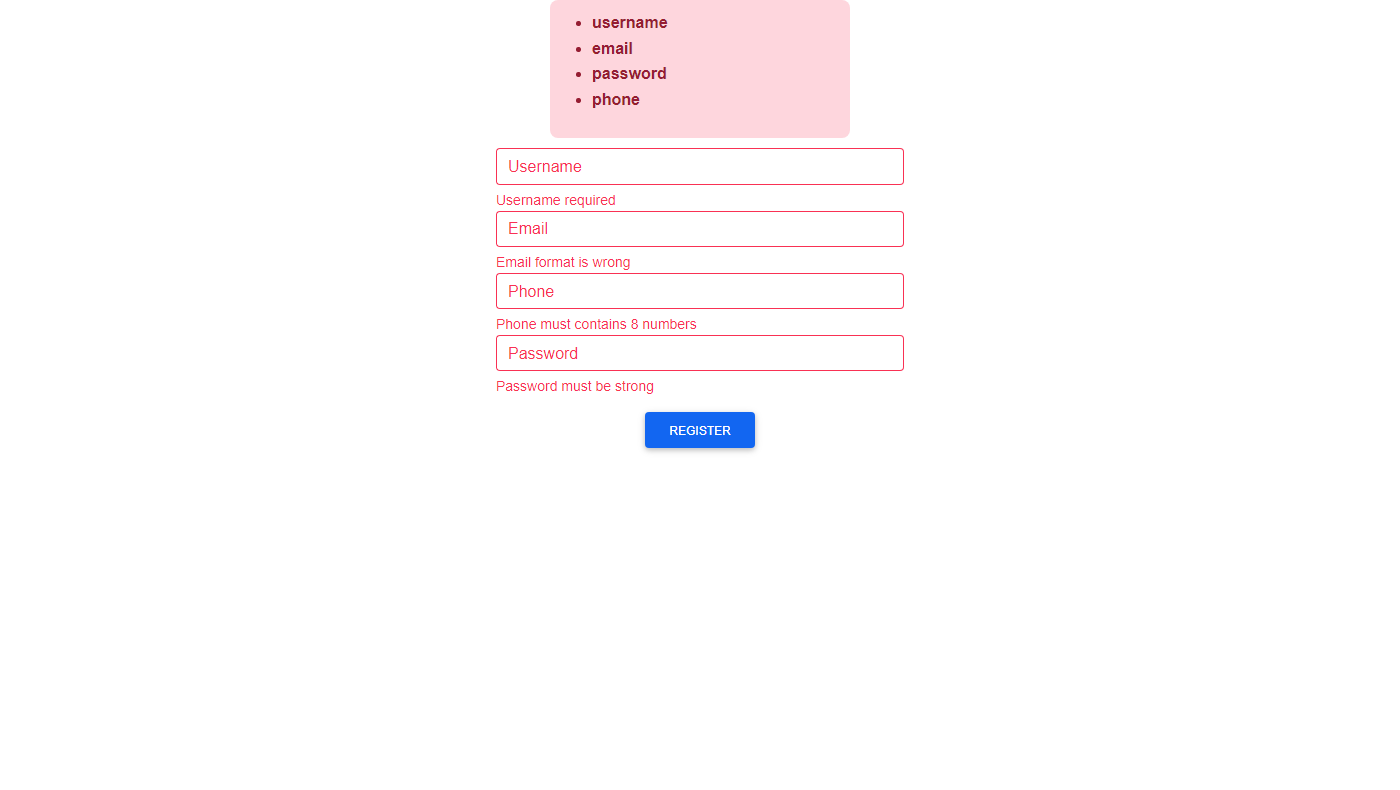 username
email
password
phone
Username
Username required
Email
Email format is wrong
Phone
Phone must contains 8 numbers
Password
Password must be strong
REGISTER